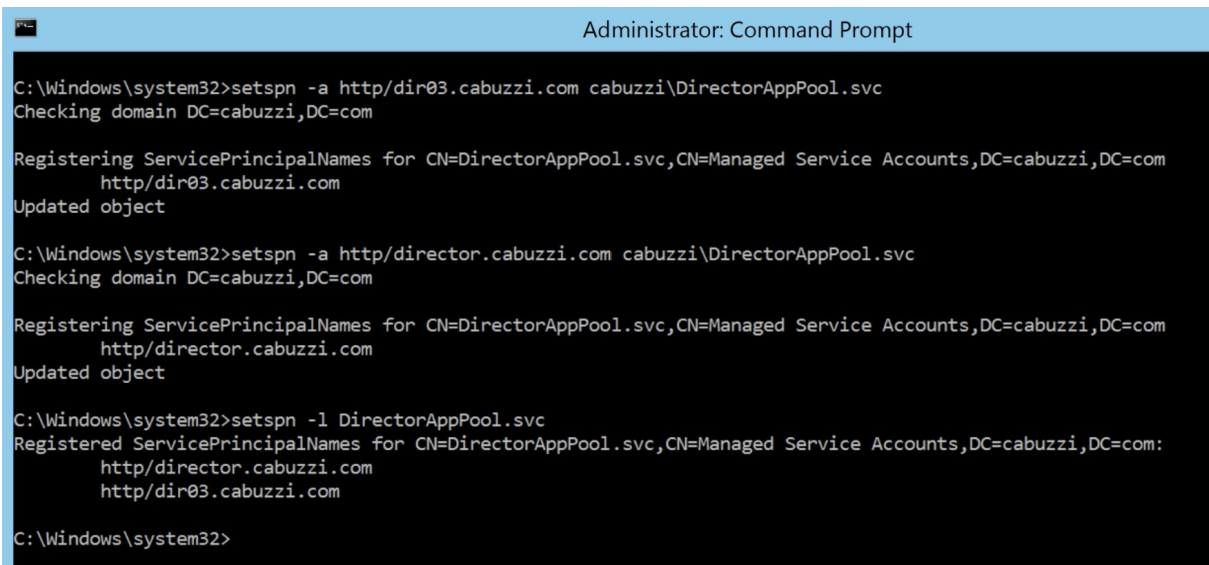 Administrator: Command Prompt
C:\Windows\system32>setspn -a http/dir03.cabuzzi.com cabuzzi\DirectorAppPool.svc
Checking domain DC=cabuzzi,DC=com
Registering ServicePrincipalNames for CN=DirectorAppPool.svc,CN=Managed Service Accounts,DC=cabuzzi,DC=com
http/dir03.cabuzzi.com
Updated object
C:\Windows\system32>setspn -a http/director.cabuzzi.com cabuzzi\DirectorAppPool.svc
Checking domain DC=cabuzzi,DC=com
Registering ServicePrincipalNames for CN=DirectorAppPool.svc,CN=Managed Service Accounts,DC=cabuzzi,DC=com
http/director.cabuzzi.com
Updated object
C:\Windows\system32>setspn -l DirectorAppPool.svc
Registered ServicePrincipalNames for CN=DirectorAppPool.svc,CN=Managed Service Accounts,DC=cabuzzi,DC=com:
http/director.cabuzzi.com
http/dir03.cabuzzi.com
C:\Windows\system32>